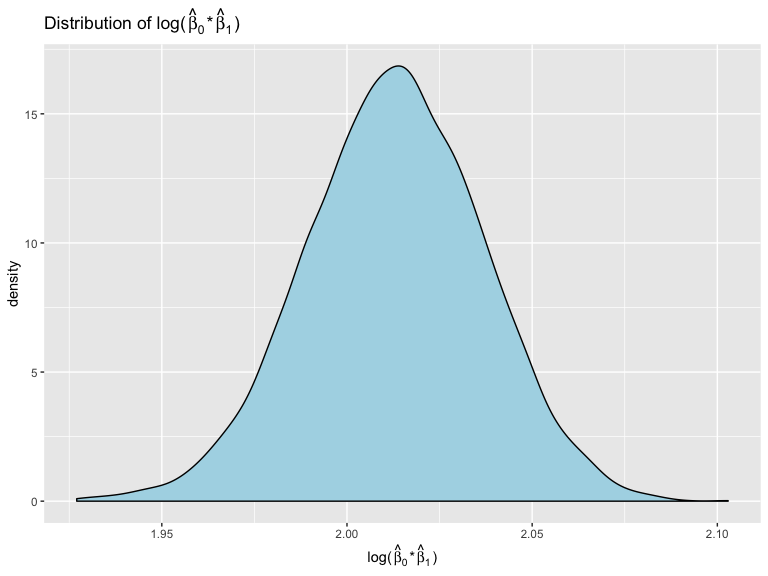 Distribution of log(β̂₀*β̂₁)
15
10
5
0
density
1.95 2.00 2.05 2.10
log(β̂₀*β̂₁)